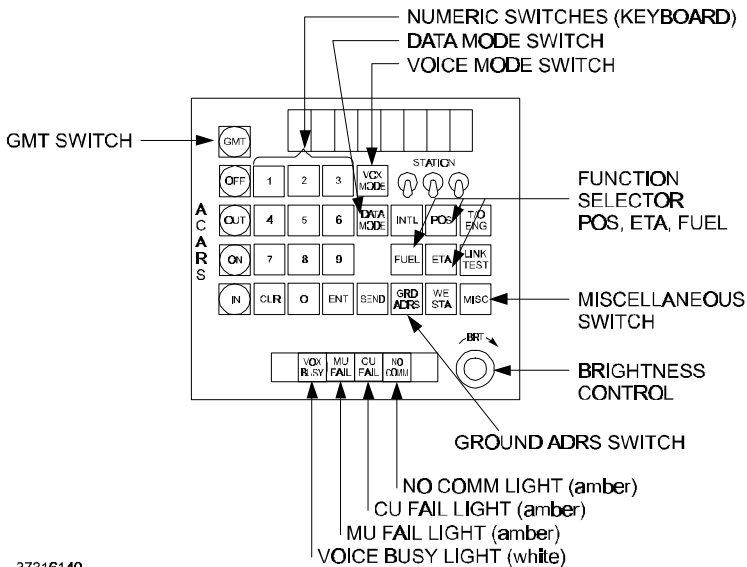 NUMERIC SWITCHES (KEYBOARD)
DATA MODE SWITCH
VOICE MODE SWITCH
GMT SWITCH
GMT
STATION
OFF 1 2 3 VOX MODE
FUNCTION
SELECTOR
POS, ETA, FUEL
ACARS
OUT 4 5 6 DATA MODE INTL POS T/O ENG
ON 7 8 9 FUEL ETA LINK TEST
IN CLR 0 ENT SEND GRD ADRS WE STA MISC
MISCELLANEOUS
SWITCH
BRT
BRIGHTNESS
CONTROL
VOX BUSY MU FAIL CU FAIL NO COMM
GROUND ADRS SWITCH
NO COMM LIGHT (amber)
CU FAIL LIGHT (amber)
MU FAIL LIGHT (amber)
VOICE BUSY LIGHT (white)